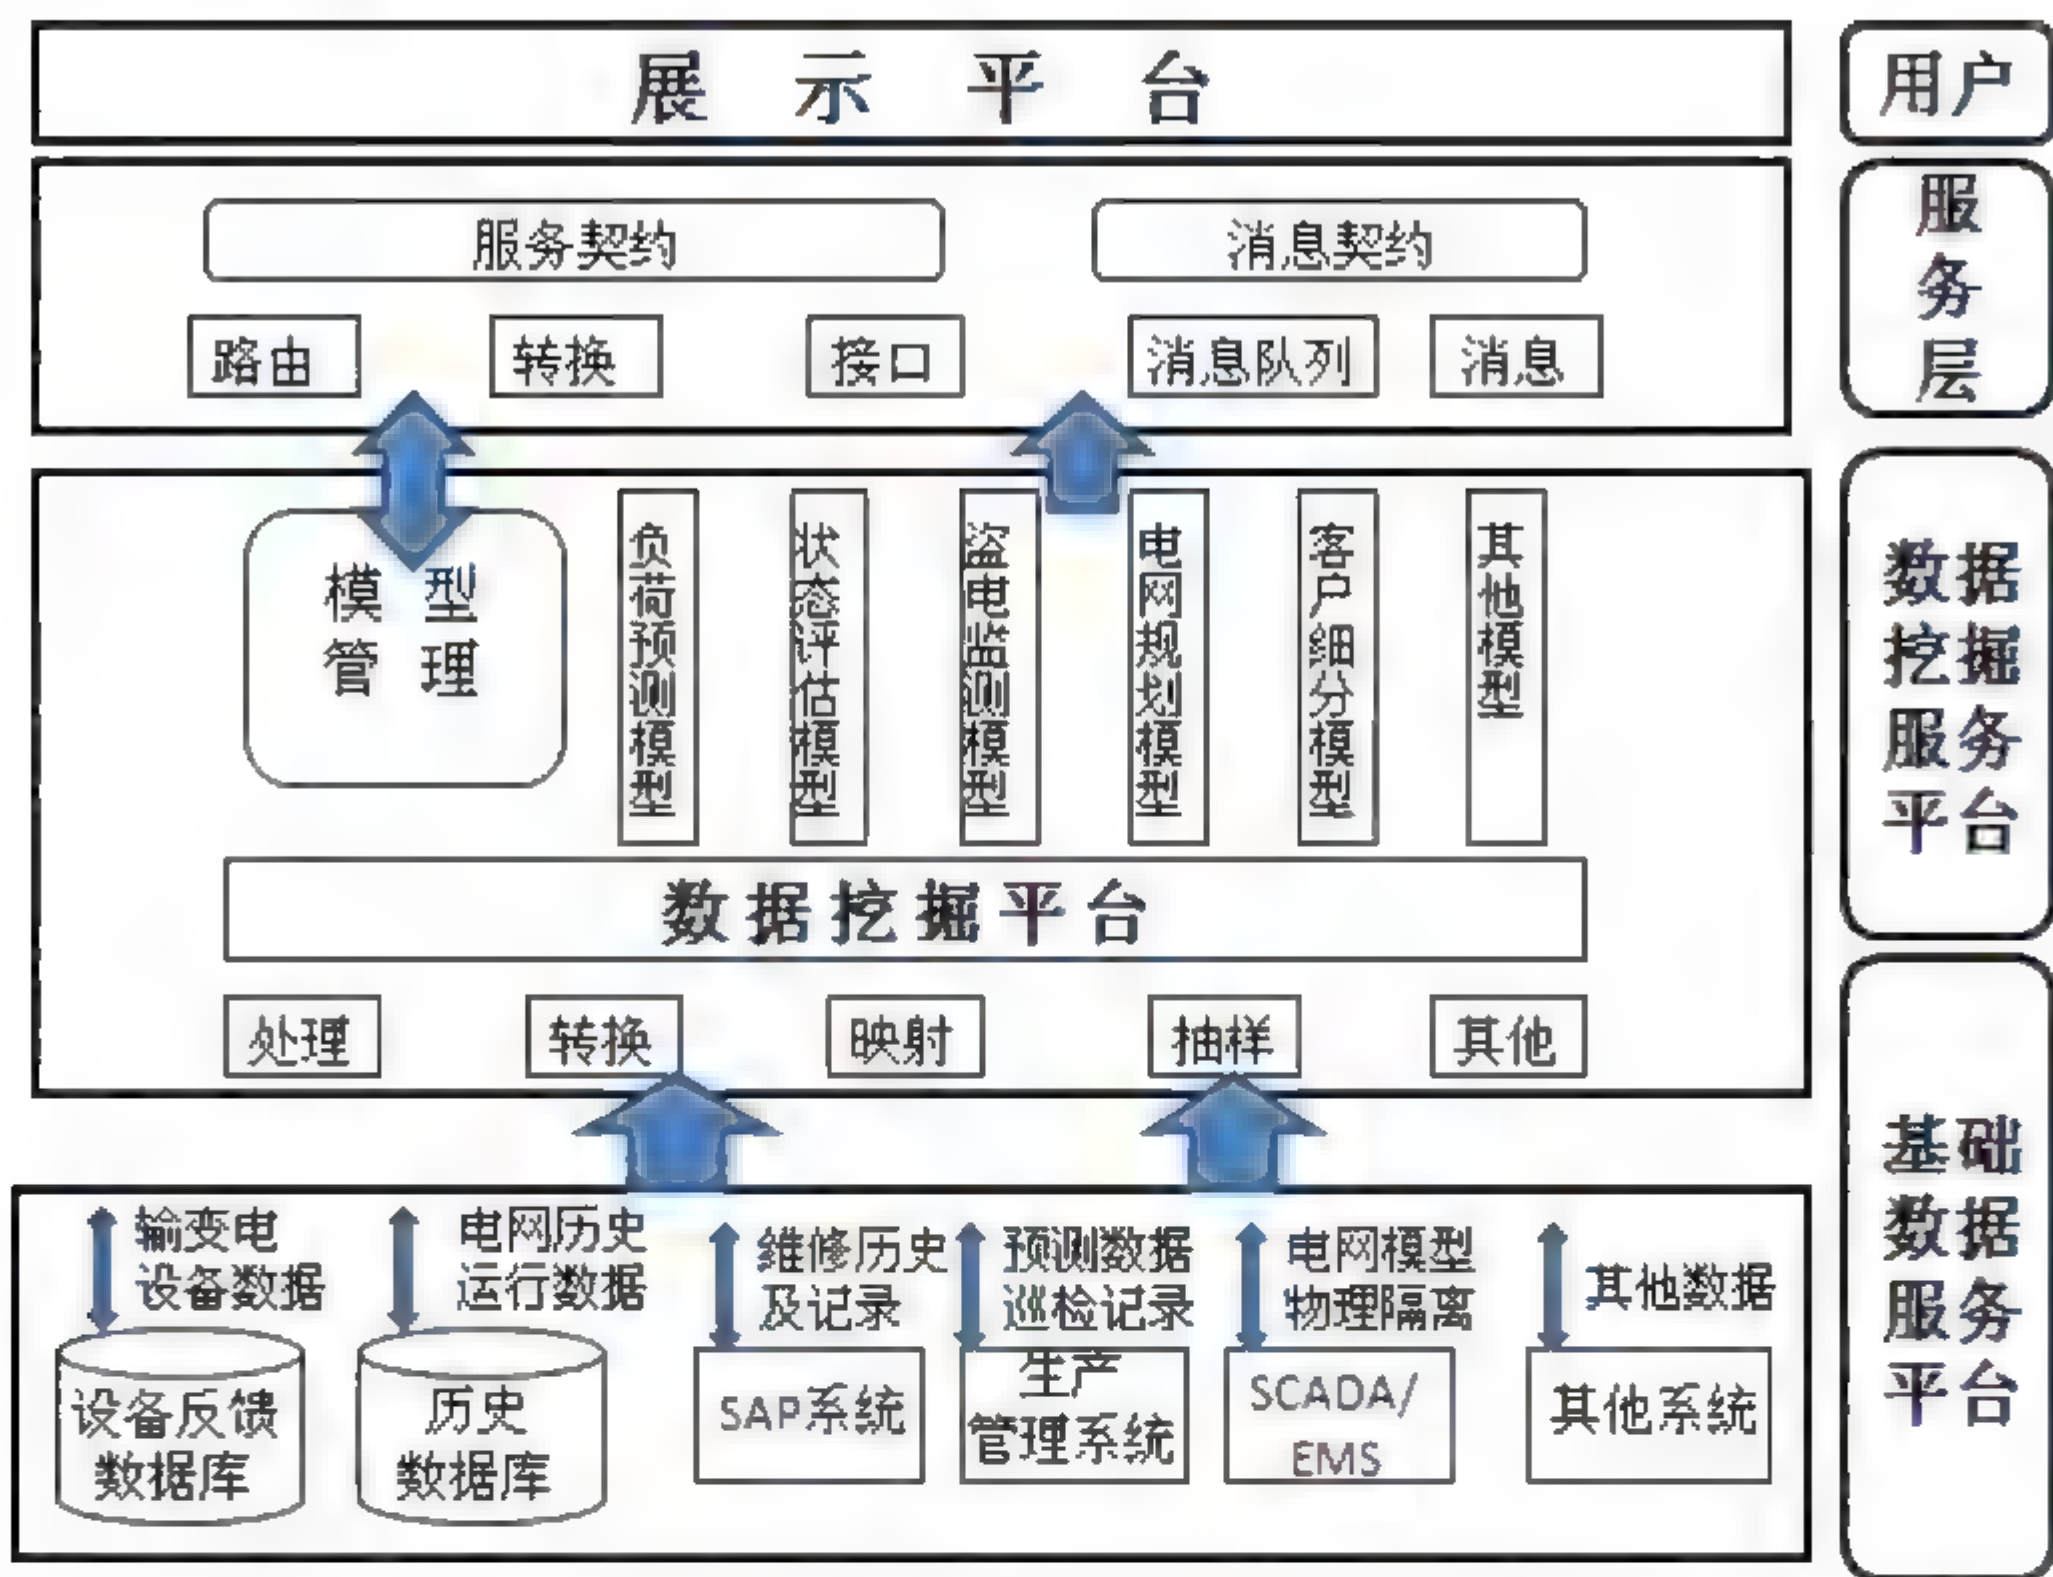 展示平台
用户
服务契约
消息契约
路由
转换
接口
消息队列
消息
服
务
层
模 型
管 理
负荷预测模型
状态评估模型
盗电监测模型
电网规划模型
客户细分模型
其他模型
数据挖掘平台
处理
转换
映射
抽样
其他
数据
挖掘
服务
平台
输变电
设备数据
电网历史
运行数据
维修历史
及记录
预测数据
巡检记录
电网模型
物理隔离
其他数据
设备反馈
数据库
历史
数据库
SAP系统
生产
管理系统
SCADA/
EMS
其他系统
基础
数据
服务
平台